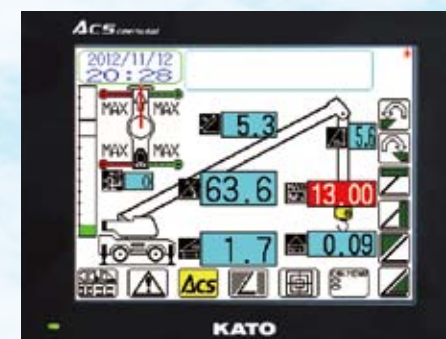 ACS
2012/11/12
20:28
MAX MAX
5.3
5.6
MAX MAX
0
63.6
13.00
1.7
0.09
Acs
KATO